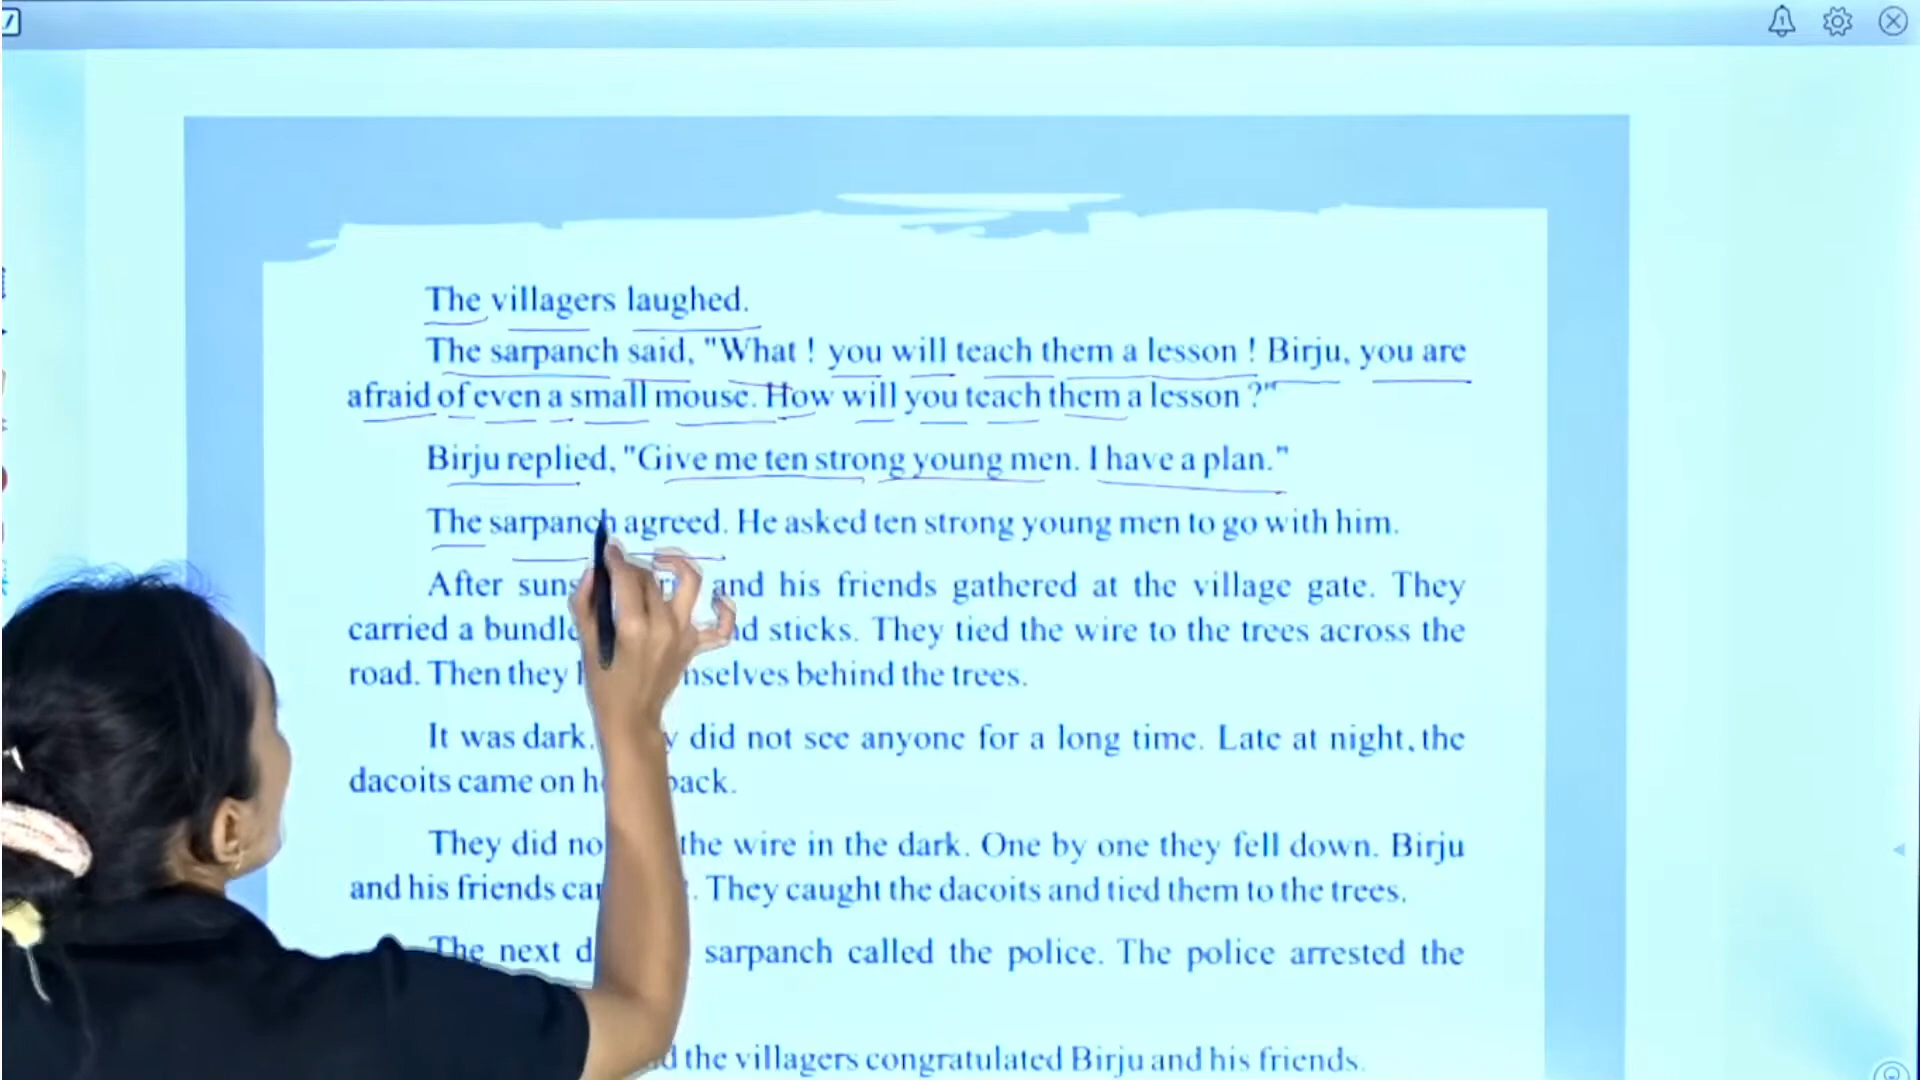 The villagers laughed.
The sarpanch said, "What ! you will teach them a lesson ! Birju, you are
afraid of even a small mouse. How will you teach them a lesson ?"
Birju replied, "Give me ten strong young men. I have a plan."
The sarpanch agreed. He asked ten strong young men to go with him.
After and his friends gathered at the village gate. They
carried a sticks. They tied the wire to the trees across the
road. Then they behind the trees.
It was dark. did not see anyone for a long time. Late at night, the
dacoits came on
They did the wire in the dark. One by one they fell down. Birju
and his friends They caught the dacoits and tied them to the trees.
The next sarpanch called the police. The police arrested the
the villagers congratulated Birju and his friends.